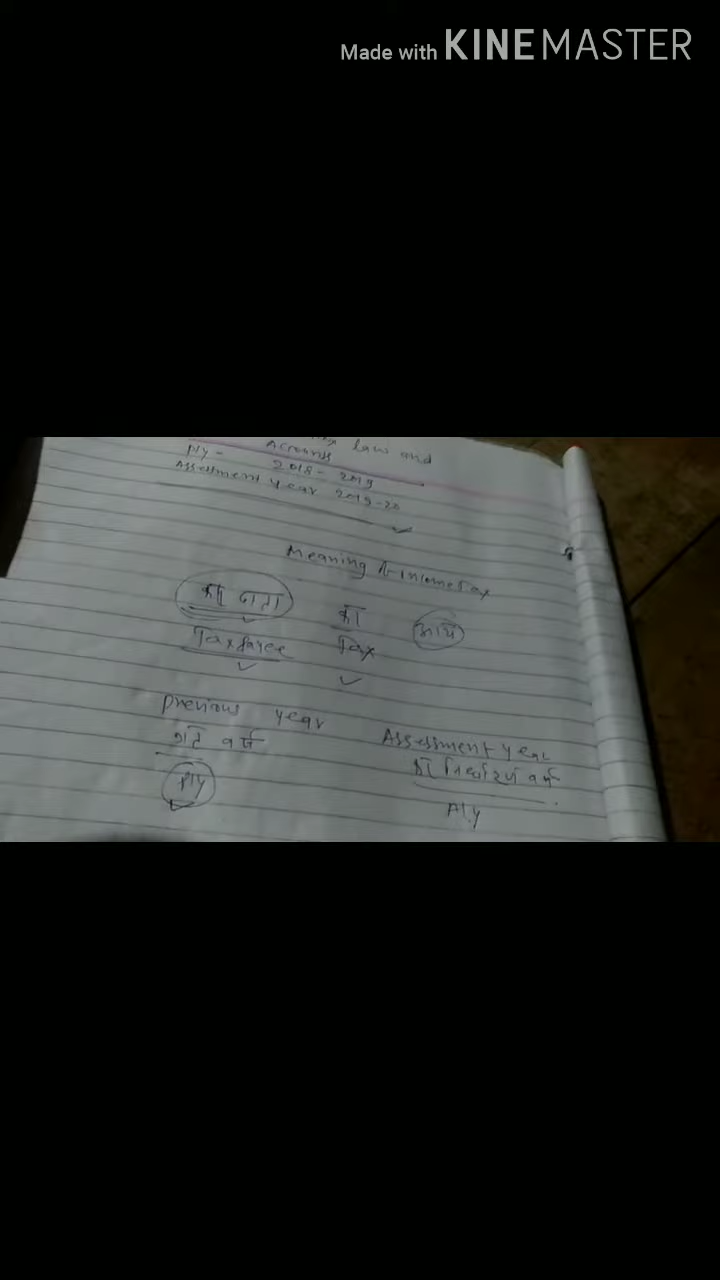 Made with KINEMASTER
law and
Accounts
P/y - 2018 - 2019
Assessment year 2019-20
Meaning of Income Tax
कर दाता कर आय
Taxpayee Tax
previous year Assessment year
गत वर्ष कर निर्धारण वर्ष
P/y A/y